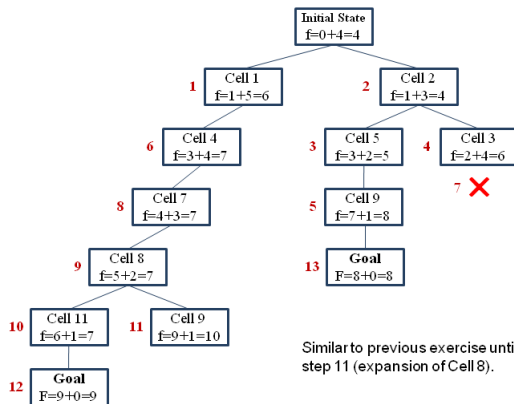 Initial State
f=0+4=4
1
Cell 1
f=1+5=6
2
Cell 2
f=1+3=4
6
Cell 4
f=3+4=7
3
Cell 5
f=3+2=5
4
Cell 3
f=2+4=6
7
8
Cell 7
f=4+3=7
5
Cell 9
f=7+1=8
9
Cell 8
f=5+2=7
13
Goal
F=8+0=8
10
Cell 11
f=6+1=7
11
Cell 9
f=9+1=10
12
Goal
F=9+0=9
Similar to previous exercise unti
step 11 (expansion of Cell 8).